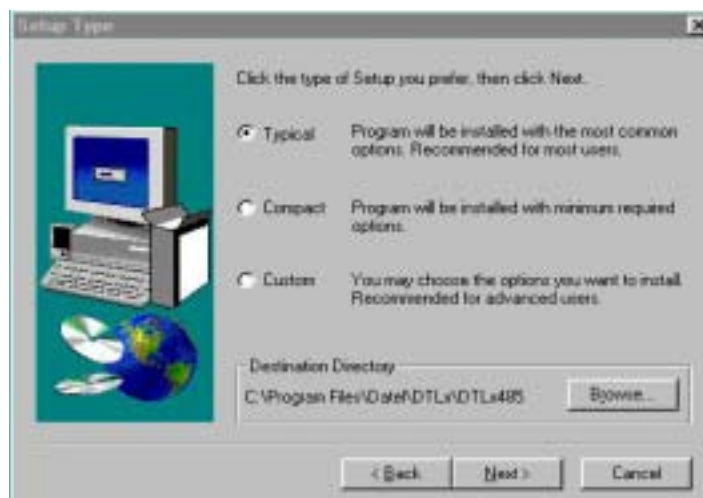 Setup Type
Click the type of Setup you prefer, then click Next.
Typical Program will be installed with the most common
options. Recommended for most users.
Compact Program will be installed with minimum required
options.
Custom You may choose the options you want to install.
Recommended for advanced users.
Destination Directory
C:\Program Files\Datel\DTLx\DTLx485 Browse...
< Back Next > Cancel